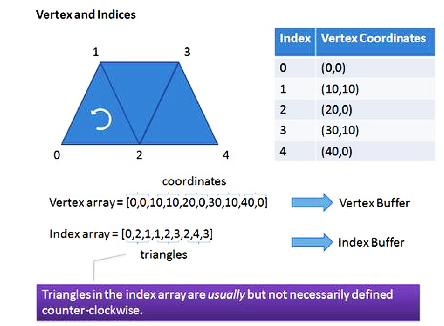 Vertex and Indices
1 3
0 2 4
Index Vertex Coordinates
0 (0,0)
1 (10,10)
2 (20,0)
3 (30,10)
4 (40,0)
coordinates
Vertex array = [0,0,10,10,20,0,30,10,40,0]
Vertex Buffer
Index array = [0,2,1,1,2,3,2,4,3]
Index Buffer
triangles
Triangles in the index array are usually but not necessarily defined
counter-clockwise.